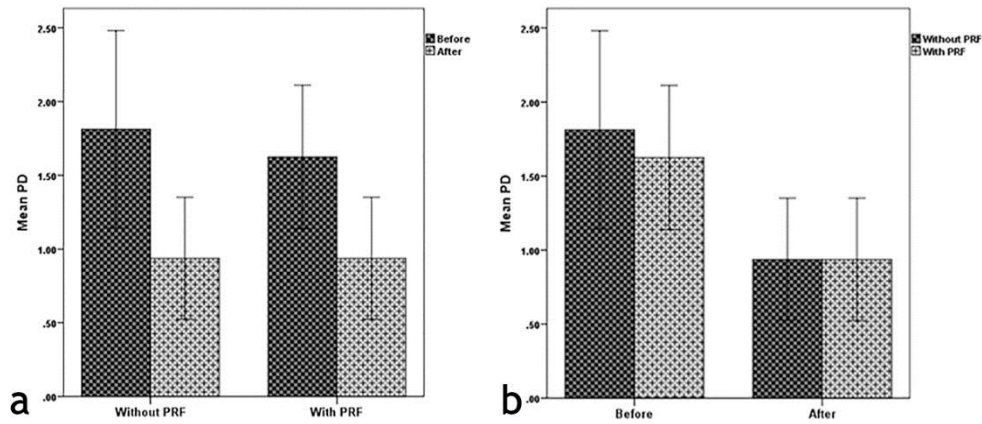 2.50
2.00
1.50
1.00
.50
.00
Mean PD
Before
After
Without PRF
With PRF
a
2.50
2.00
1.50
1.00
.50
.00
Mean PD
Without PRF
With PRF
Before
After
b